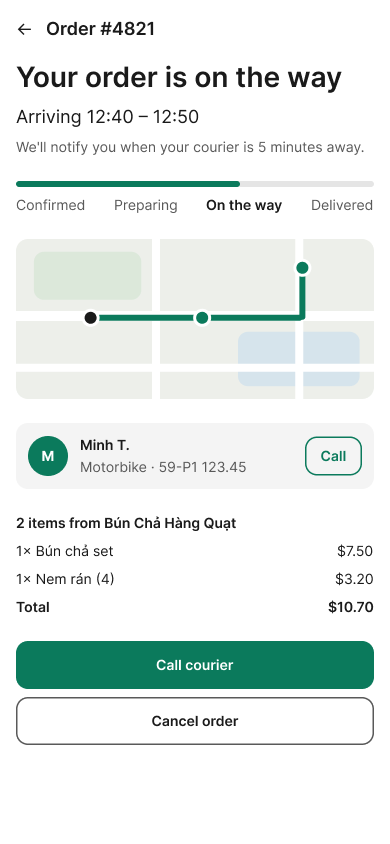 ← Order #4821
Your order is on the way
Arriving 12:40 – 12:50
We'll notify you when your courier is 5 minutes away.
Confirmed Preparing On the way Delivered
M
Minh T.
Motorbike · 59-P1 123.45
Call
2 items from Bún Chả Hàng Quạt
1× Bún chả set $7.50
1× Nem rán (4) $3.20
Total $10.70
Call courier
Cancel order